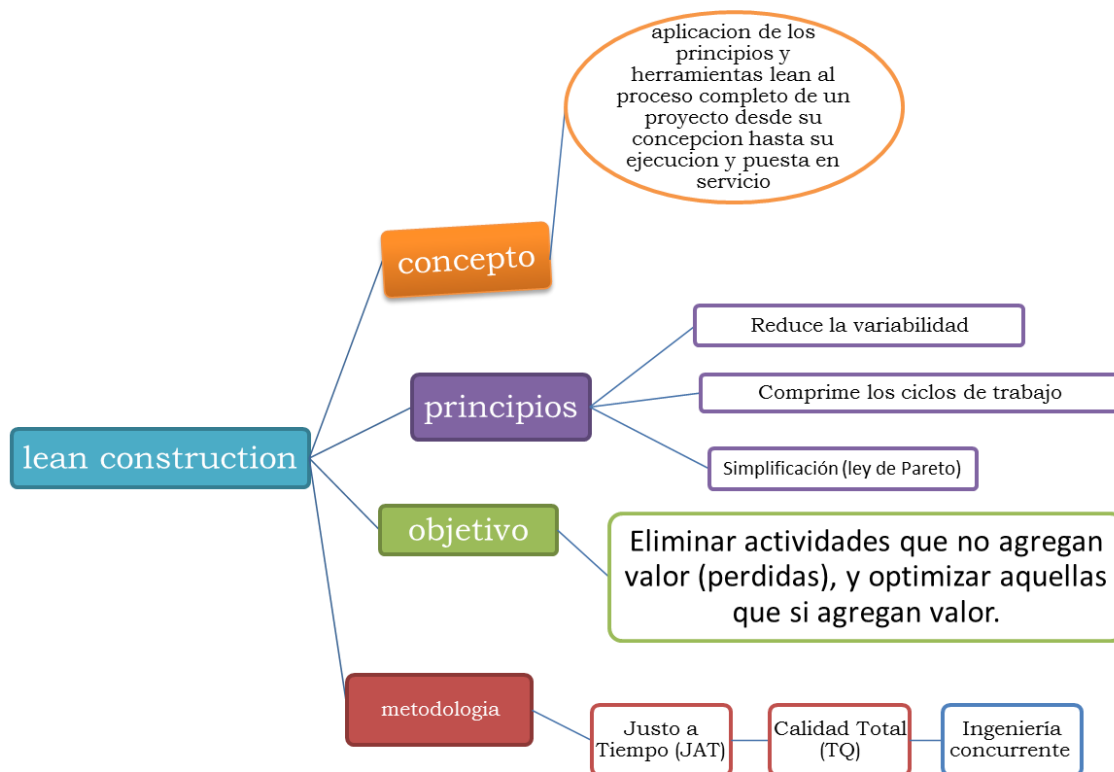 aplicacion de los
principios y
herramientas lean al
proceso completo de un
proyecto desde su
concepcion hasta su
ejecucion y puesta en
servicio
concepto
Reduce la variabilidad
Comprime los ciclos de trabajo
principios
Simplificación (ley de Pareto)
lean construction
objetivo
Eliminar actividades que no agregan
valor (perdidas), y optimizar aquellas
que si agregan valor.
metodologia
Justo a
Tiempo (JAT)
Calidad Total
(TQ)
Ingeniería
concurrente